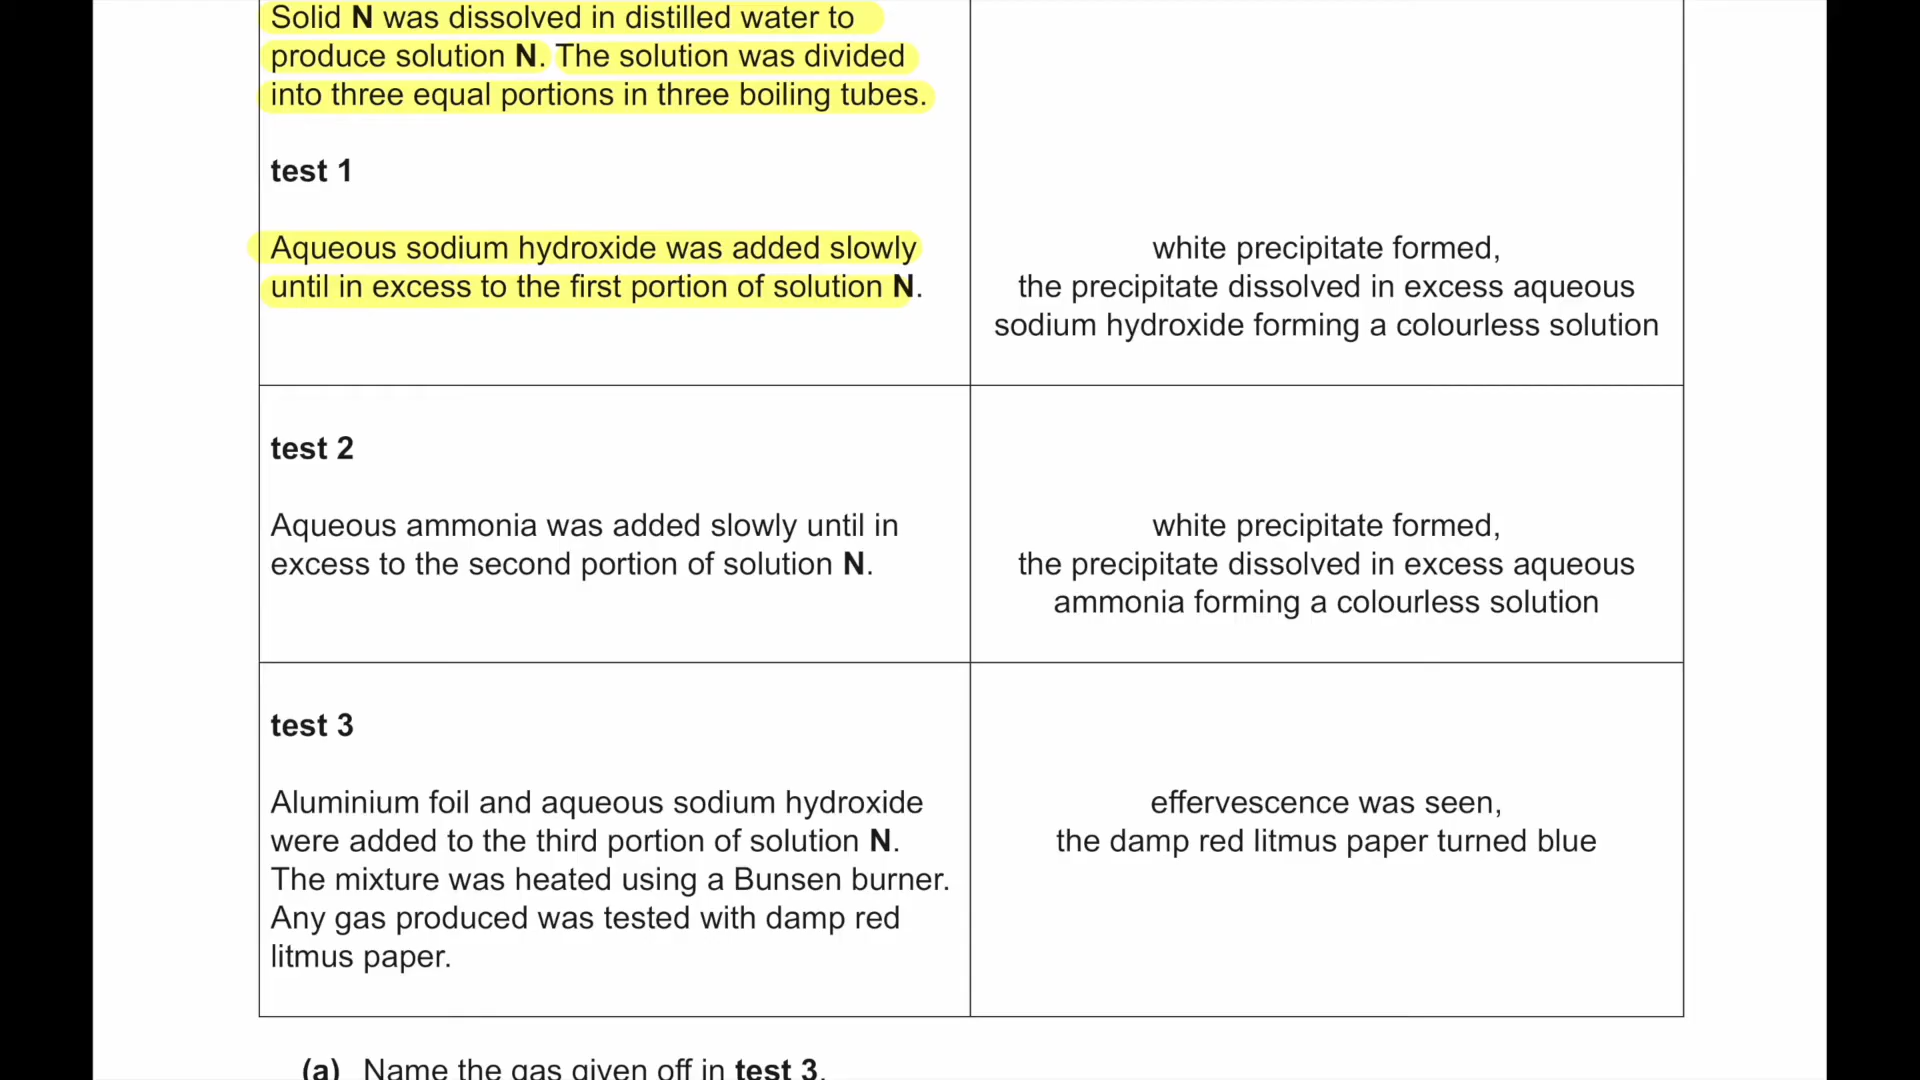 Solid N was dissolved in distilled water to
produce solution N. The solution was divided
into three equal portions in three boiling tubes.
test 1
Aqueous sodium hydroxide was added slowly
until in excess to the first portion of solution N.
white precipitate formed,
the precipitate dissolved in excess aqueous
sodium hydroxide forming a colourless solution
test 2
Aqueous ammonia was added slowly until in
excess to the second portion of solution N.
white precipitate formed,
the precipitate dissolved in excess aqueous
ammonia forming a colourless solution
test 3
Aluminium foil and aqueous sodium hydroxide
were added to the third portion of solution N.
The mixture was heated using a Bunsen burner.
Any gas produced was tested with damp red
litmus paper.
effervescence was seen,
the damp red litmus paper turned blue
(a) Name the gas given off in test 3.